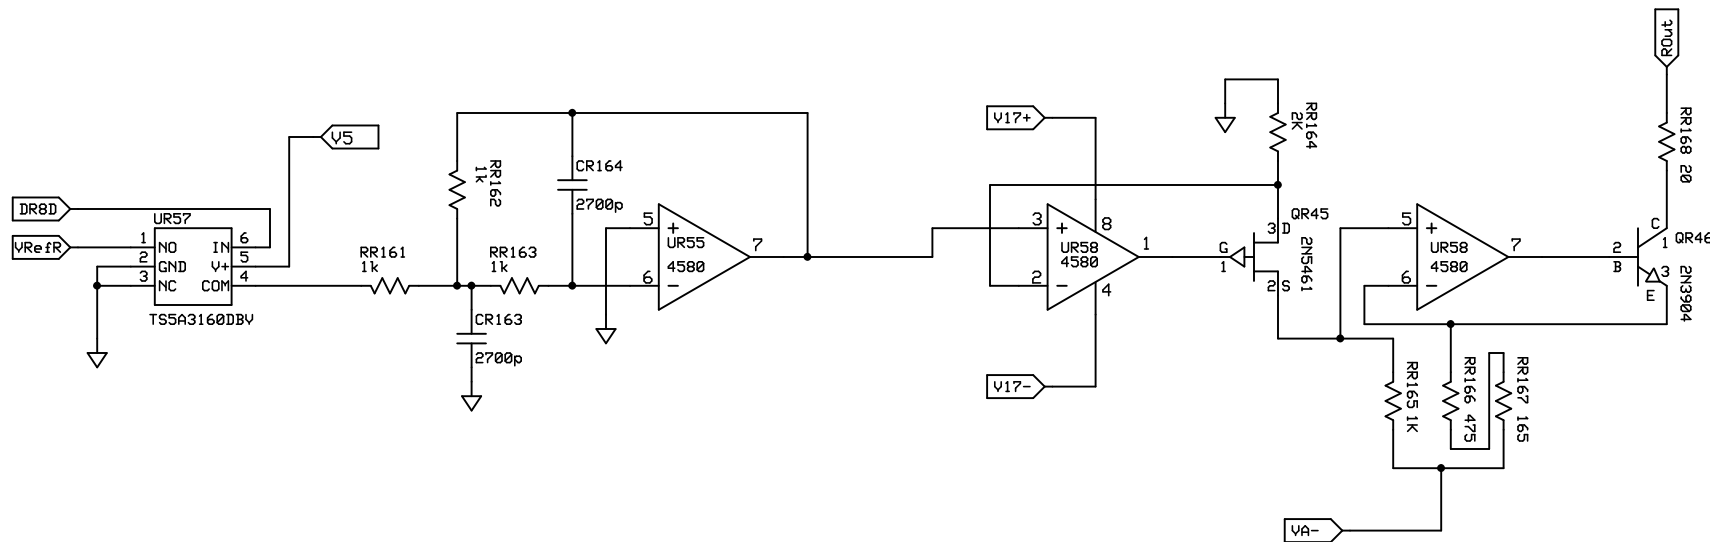 ROut
RR168 20
C
1
QR46
2
B
3
E
2N3904
V17+
RR164
2K
V5
RR162
1k
CR164
2700p
DR8D
UR57
VRefR
1
NO
IN
6
2
GND
V+
5
3
NC
COM
4
TS5A3160DBV
RR161
1k
RR163
1k
CR163
2700p
5
+
UR55
4580
7
6
−
3
+
8
UR58
4580
1
2
−
4
QR45
3
D
G
1
2
S
2N5461
V17-
5
+
UR58
4580
7
6
−
RR165 1K
RR166 475
RR167 165
VA-